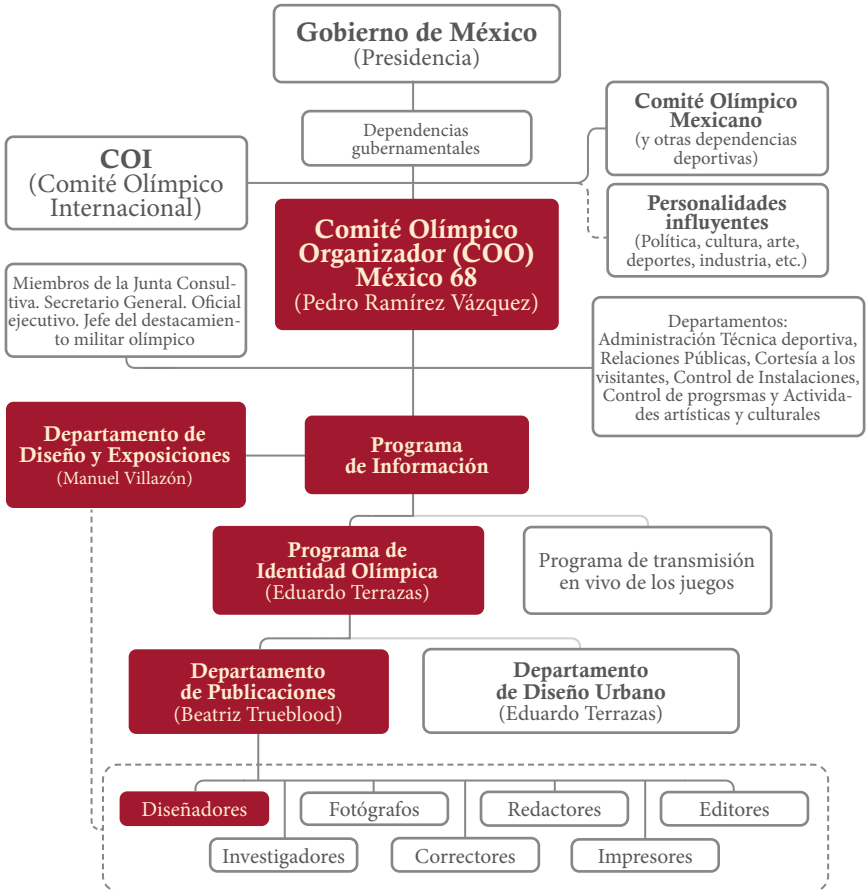 Gobierno de México
(Presidencia)
Dependencias
gubernamentales
Comité Olímpico
Mexicano
(y otras dependencias
deportivas)
COI
(Comité Olímpico
Internacional)
Personalidades
influyentes
(Política, cultura, arte,
deportes, industria, etc.)
Comité Olímpico
Organizador (COO)
México 68
(Pedro Ramírez Vázquez)
Miembros de la Junta Consul-
tiva. Secretario General. Oficial
ejecutivo. Jefe del destacamien-
to militar olímpico
Departamentos:
Administración Técnica deportiva,
Relaciones Públicas, Cortesía a los
visitantes, Control de Instalaciones,
Control de progrsmas y Activida-
des artísticas y culturales
Departamento de
Diseño y Exposiciones
(Manuel Villazón)
Programa
de Información
Programa de
Identidad Olímpica
(Eduardo Terrazas)
Programa de transmisión
en vivo de los juegos
Departamento
de Publicaciones
(Beatriz Trueblood)
Departamento
de Diseño Urbano
(Eduardo Terrazas)
Diseñadores
Fotógrafos
Redactores
Editores
Investigadores
Correctores
Impresores